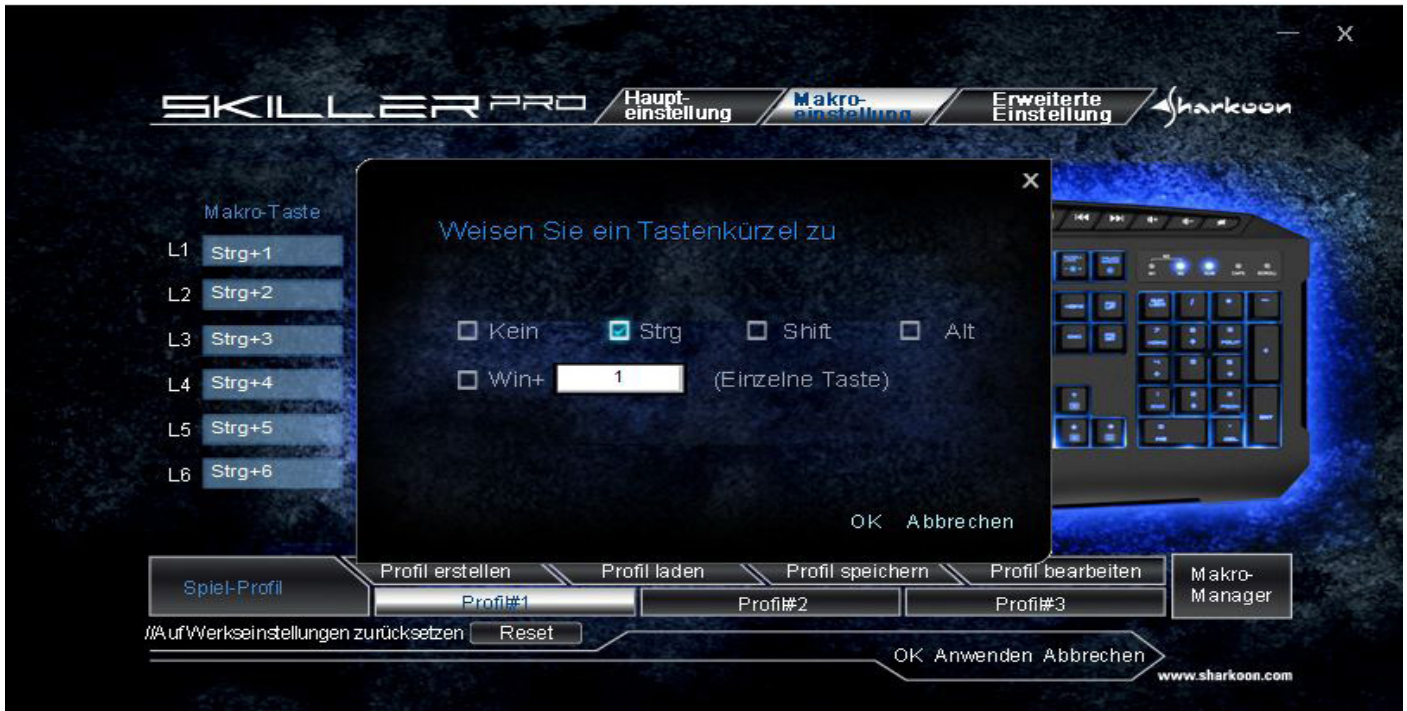 SKILLER PRO
Haupt-
einstellung
Makro-
einstellung
Erweiterte
Einstellung
Sharkoon
X
Makro-Taste
L1 Strg+1
L2 Strg+2
L3 Strg+3
L4 Strg+4
L5 Strg+5
L6 Strg+6
X
Weisen Sie ein Tastenkürzel zu
Kein Strg Shift Alt
Win+ 1 (Einzelne Taste)
OK Abbrechen
Spiel-Profil
Profil erstellen Profil laden Profil speichern Profil bearbeiten
Profil#1 Profil#2 Profil#3
Makro-
Manager
//Auf Werkseinstellungen zurücksetzen Reset
OK Anwenden Abbrechen
www.sharkoon.com